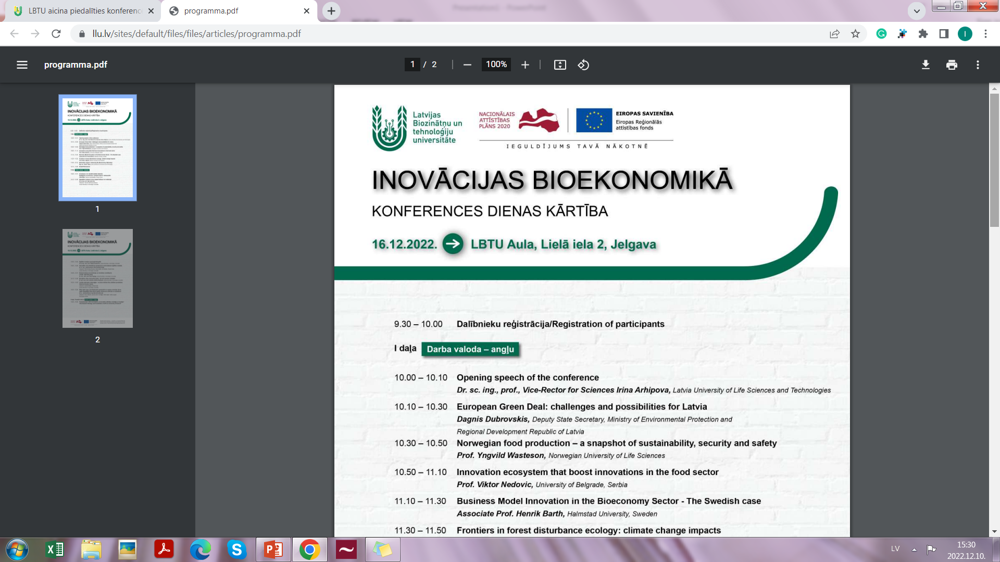 LBTU aicina piedalīties konferenc
programma.pdf
llu.lv/sites/default/files/files/articles/programma.pdf
programma.pdf
1 / 2
100%
1
2
Latvijas
Biozinātņu un
tehnoloģiju
universitāte
NACIONĀLAIS
ATTĪSTĪBAS
PLĀNS 2020
EIROPAS SAVIENĪBA
Eiropas Reģionālās
attīstības fonds
IEGULDĪJUMS TAVĀ NĀKOTNĒ
INOVĀCIJAS BIOEKONOMIKĀ
KONFERENCES DIENAS KĀRTĪBA
16.12.2022. LBTU Aula, Lielā iela 2, Jelgava
9.30 – 10.00 Dalībnieku reģistrācija/Registration of participants
I daļa Darba valoda – angļu
10.00 – 10.10 Opening speech of the conference
Dr. sc. ing., prof., Vice-Rector for Sciences Irina Arhipova, Latvia University of Life Sciences and Technologies
10.10 – 10.30 European Green Deal: challenges and possibilities for Latvia
Dagnis Dubrovskis, Deputy State Secretary, Ministry of Environmental Protection and
Regional Development Republic of Latvia
10.30 – 10.50 Norwegian food production – a snapshot of sustainability, security and safety
Prof. Yngvild Wasteson, Norwegian University of Life Sciences
10.50 – 11.10 Innovation ecosystem that boost innovations in the food sector
Prof. Viktor Nedovic, University of Belgrade, Serbia
11.10 – 11.30 Business Model Innovation in the Bioeconomy Sector - The Swedish case
Associate Prof. Henrik Barth, Halmstad University, Sweden
11.30 – 11.50 Frontiers in forest disturbance ecology: climate change impacts
LV
15:30
2022.12.10.